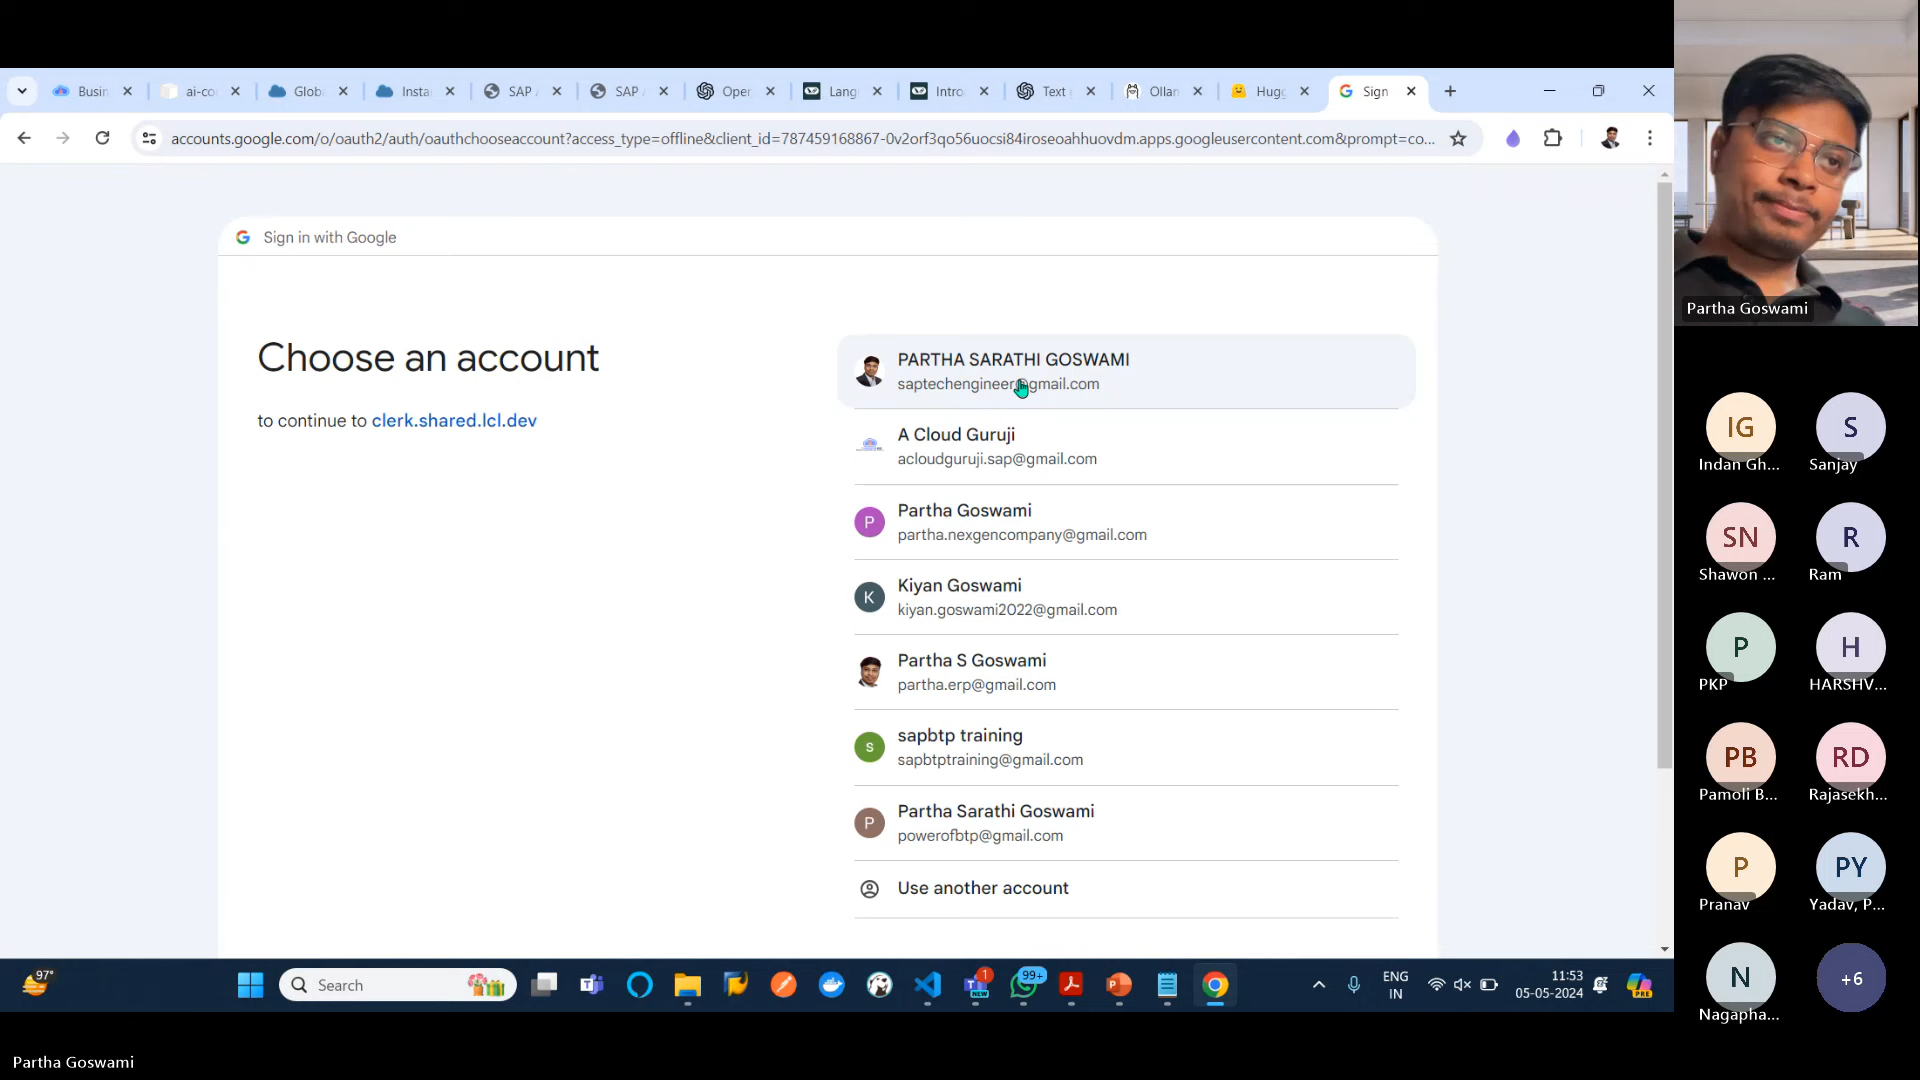 Busin
ai-co
Globa
Insta
SAP
SAP
Oper
Lang
Intro
Text
Ollan
Hugg
Sign
accounts.google.com/o/oauth2/auth/oauthchooseaccount?access_type=offline&client_id=787459168867-0v2orf3qo56uocsi84iroseoahhuovdm.apps.googleusercontent.com&prompt=co...
Sign in with Google
Choose an account
to continue to clerk.shared.lcl.dev
PARTHA SARATHI GOSWAMI
saptechengineer@gmail.com
A Cloud Guruji
acloudguruji.sap@gmail.com
P
Partha Goswami
partha.nexgencompany@gmail.com
K
Kiyan Goswami
kiyan.goswami2022@gmail.com
Partha S Goswami
partha.erp@gmail.com
s
sapbtp training
sapbtptraining@gmail.com
P
Partha Sarathi Goswami
powerofbtp@gmail.com
Use another account
97°
Search
1
NEW
99+
ENG
IN
11:53
05-05-2024
PRE
Partha Goswami
IG
Indan Gh...
S
Sanjay
SN
Shawon ...
R
Ram
P
PKP
H
HARSHV...
PB
Pamoli B...
RD
Rajasekh...
P
Pranav
PY
Yadav, P...
N
Nagapha...
+6
Partha Goswami